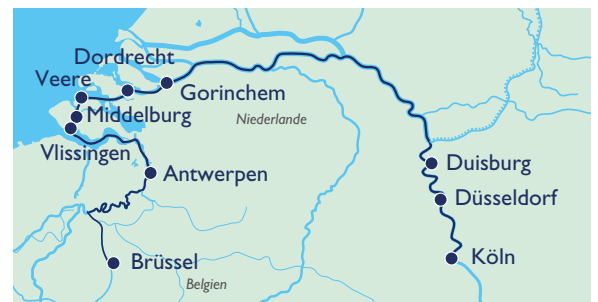 Dordrecht
Veere
Gorinchem
Middelburg
Niederlande
Vlissingen
Duisburg
Antwerpen
Düsseldorf
Köln
Brüssel
Belgien